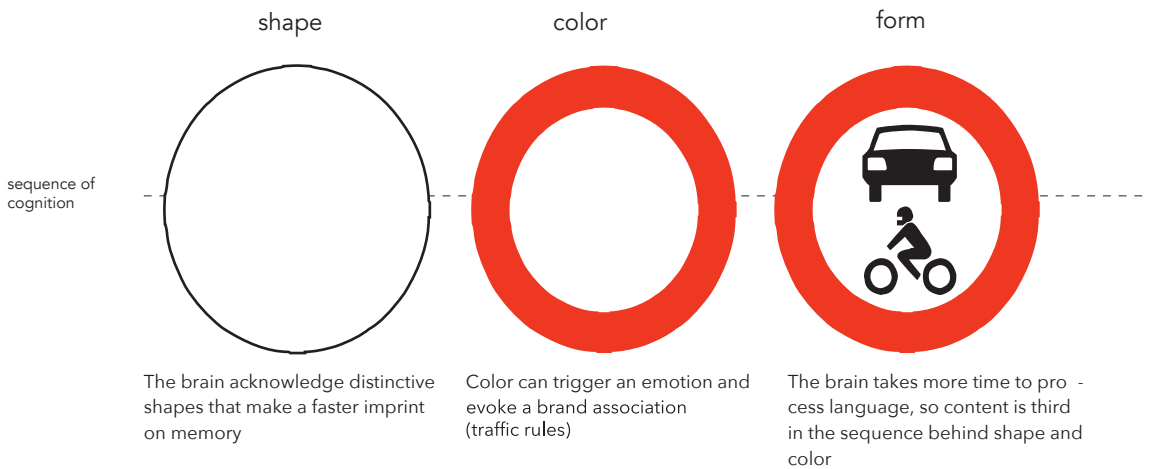 shape
color
form
sequence of
cognition
The brain acknowledge distinctive
shapes that make a faster imprint
on memory
Color can trigger an emotion and
evoke a brand association
(traffic rules)
The brain takes more time to pro -
cess language, so content is third
in the sequence behind shape and
color